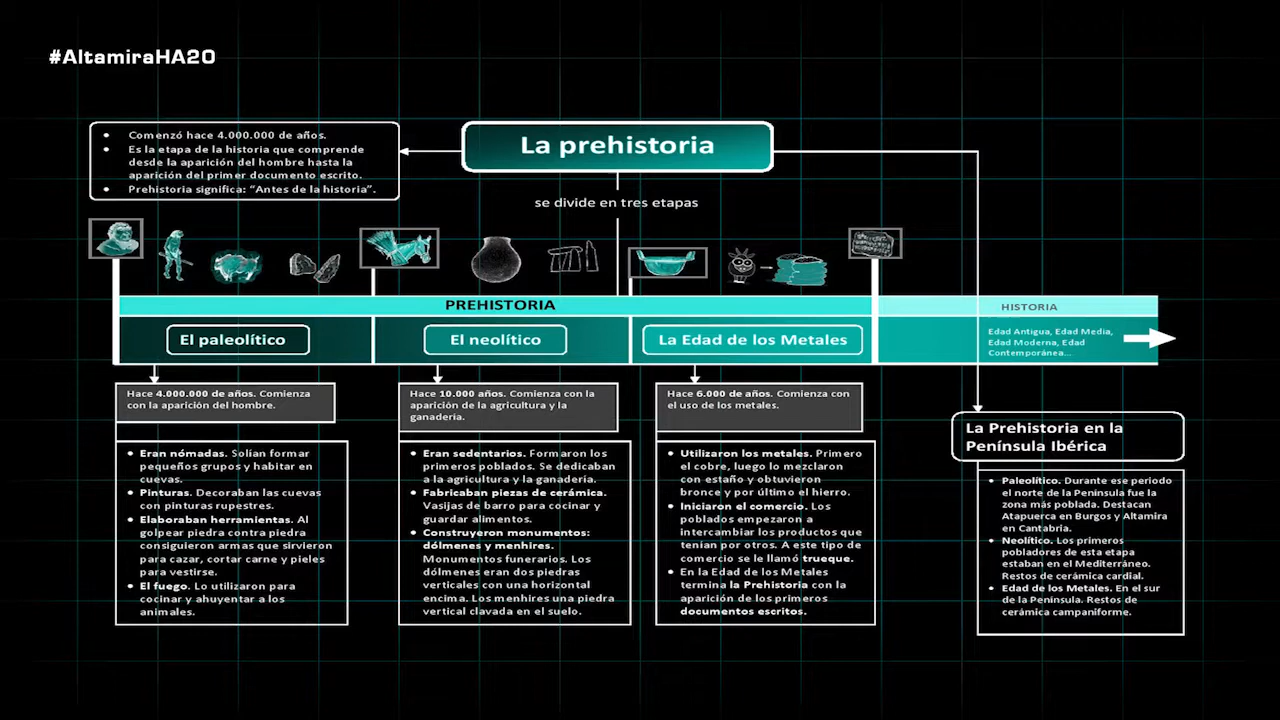 #AltamiraHA20
Comenzó hace 4.000.000 de años.
Es la etapa de la historia que comprende
desde la aparición del hombre hasta la
aparición del primer documento escrito.
Prehistoria significa: “Antes de la historia”.
La prehistoria
se divide en tres etapas
PREHISTORIA
HISTORIA
El paleolítico
El neolítico
La Edad de los Metales
Edad Antigua, Edad Media,
Edad Moderna, Edad
Contemporánea...
Hace 4.000.000 de años. Comienza
con la aparición del hombre.
Eran nómadas. Solían formar
pequeños grupos y habitar en
cuevas.
Pinturas. Decoraban las cuevas
con pinturas rupestres.
Elaboraban herramientas. Al
golpear piedra contra piedra
consiguieron armas que sirvieron
para cazar, cortar carne y pieles
para vestirse.
El fuego. Lo utilizaron para
cocinar y ahuyentar a los
animales.
Hace 10.000 años. Comienza con la
aparición de la agricultura y la
ganadería.
Eran sedentarios. Formaron los
primeros poblados. Se dedicaban
a la agricultura y la ganadería.
Fabricaban piezas de cerámica.
Vasijas de barro para cocinar y
guardar alimentos.
Construyeron monumentos:
dólmenes y menhires.
Monumentos funerarios. Los
dólmenes eran dos piedras
verticales con una horizontal
encima. Los menhires una piedra
vertical clavada en el suelo.
Hace 6.000 de años. Comienza con
el uso de los metales.
Utilizaron los metales. Primero
el cobre, luego lo mezclaron
con estaño y obtuvieron
bronce y por último el hierro.
Iniciaron el comercio. Los
poblados empezaron a
intercambiar los productos que
tenían por otros. A este tipo de
comercio se le llamó trueque.
En la Edad de los Metales
termina la Prehistoria con la
aparición de los primeros
documentos escritos.
La Prehistoria en la
Península Ibérica
Paleolítico. Durante ese periodo
el norte de la Península fue la
zona más poblada. Destacan
Atapuerca en Burgos y Altamira
en Cantabria.
Neolítico. Los primeros
pobladores de esta etapa
estaban en el Mediterráneo.
Restos de cerámica cardial.
Edad de los Metales. En el sur
de la Península. Restos de
cerámica campaniforme.